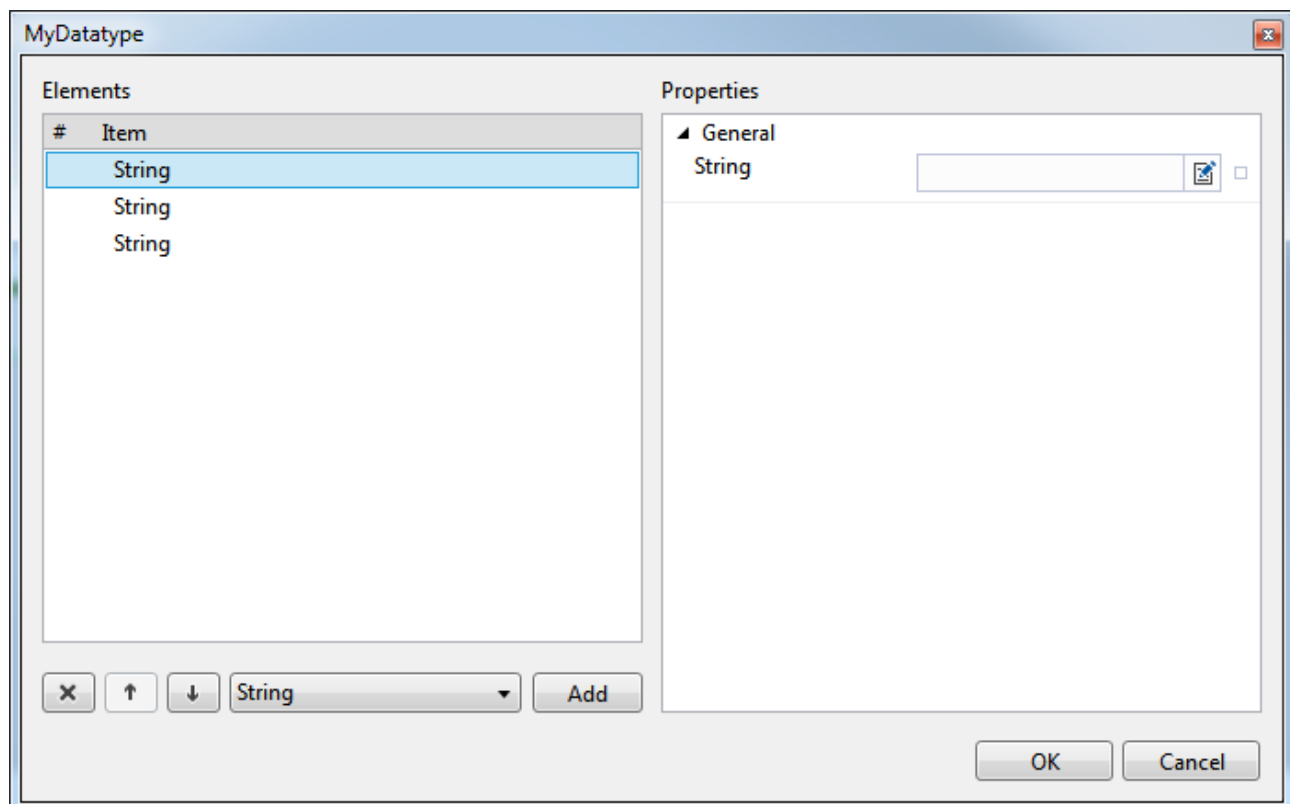 MyDatatype
Elements
# Item
String
String
String
String
Add
Properties
General
String
OK
Cancel